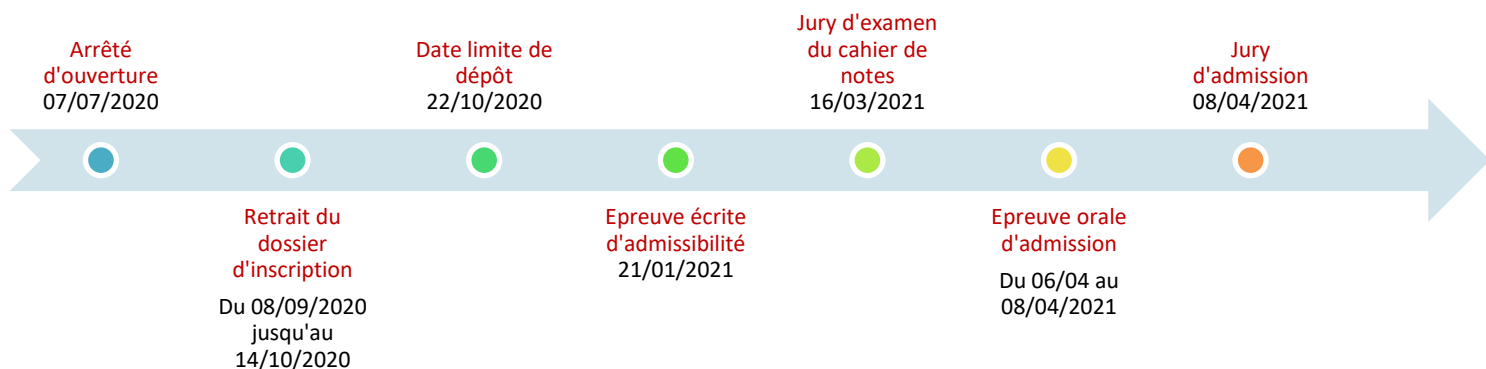 Arrêté
d'ouverture
07/07/2020
Retrait du
dossier
d'inscription
Du 08/09/2020
jusqu'au
14/10/2020
Date limite de
dépôt
22/10/2020
Epreuve écrite
d'admissibilité
21/01/2021
Jury d'examen
du cahier de
notes
16/03/2021
Epreuve orale
d'admission
Du 06/04 au
08/04/2021
Jury
d'admission
08/04/2021